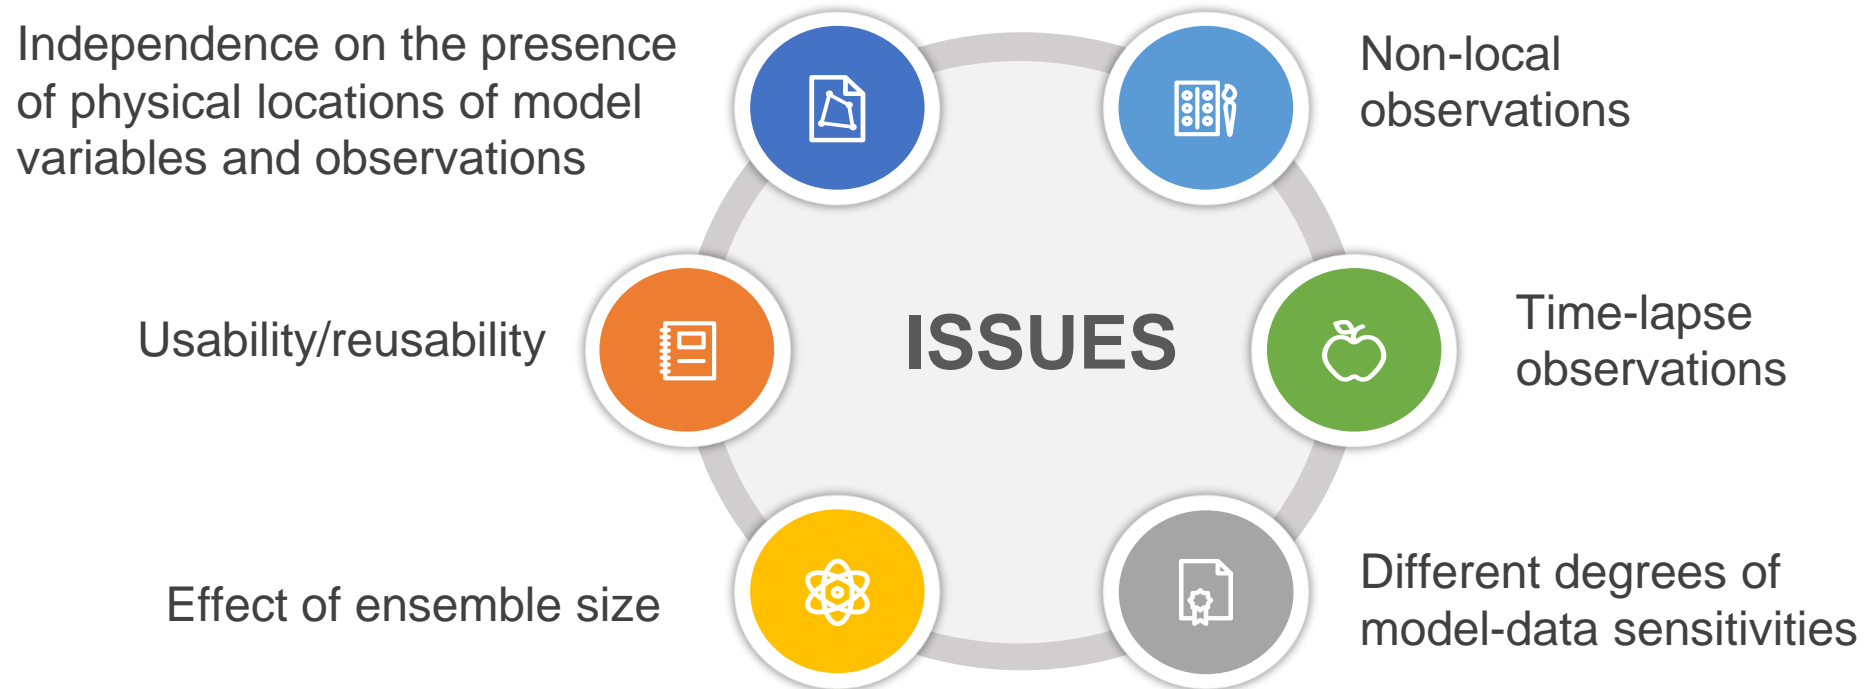 Independence on the presence
of physical locations of model
variables and observations
Non-local
observations
Usability/reusability
ISSUES
Time-lapse
observations
Effect of ensemble size
Different degrees of
model-data sensitivities